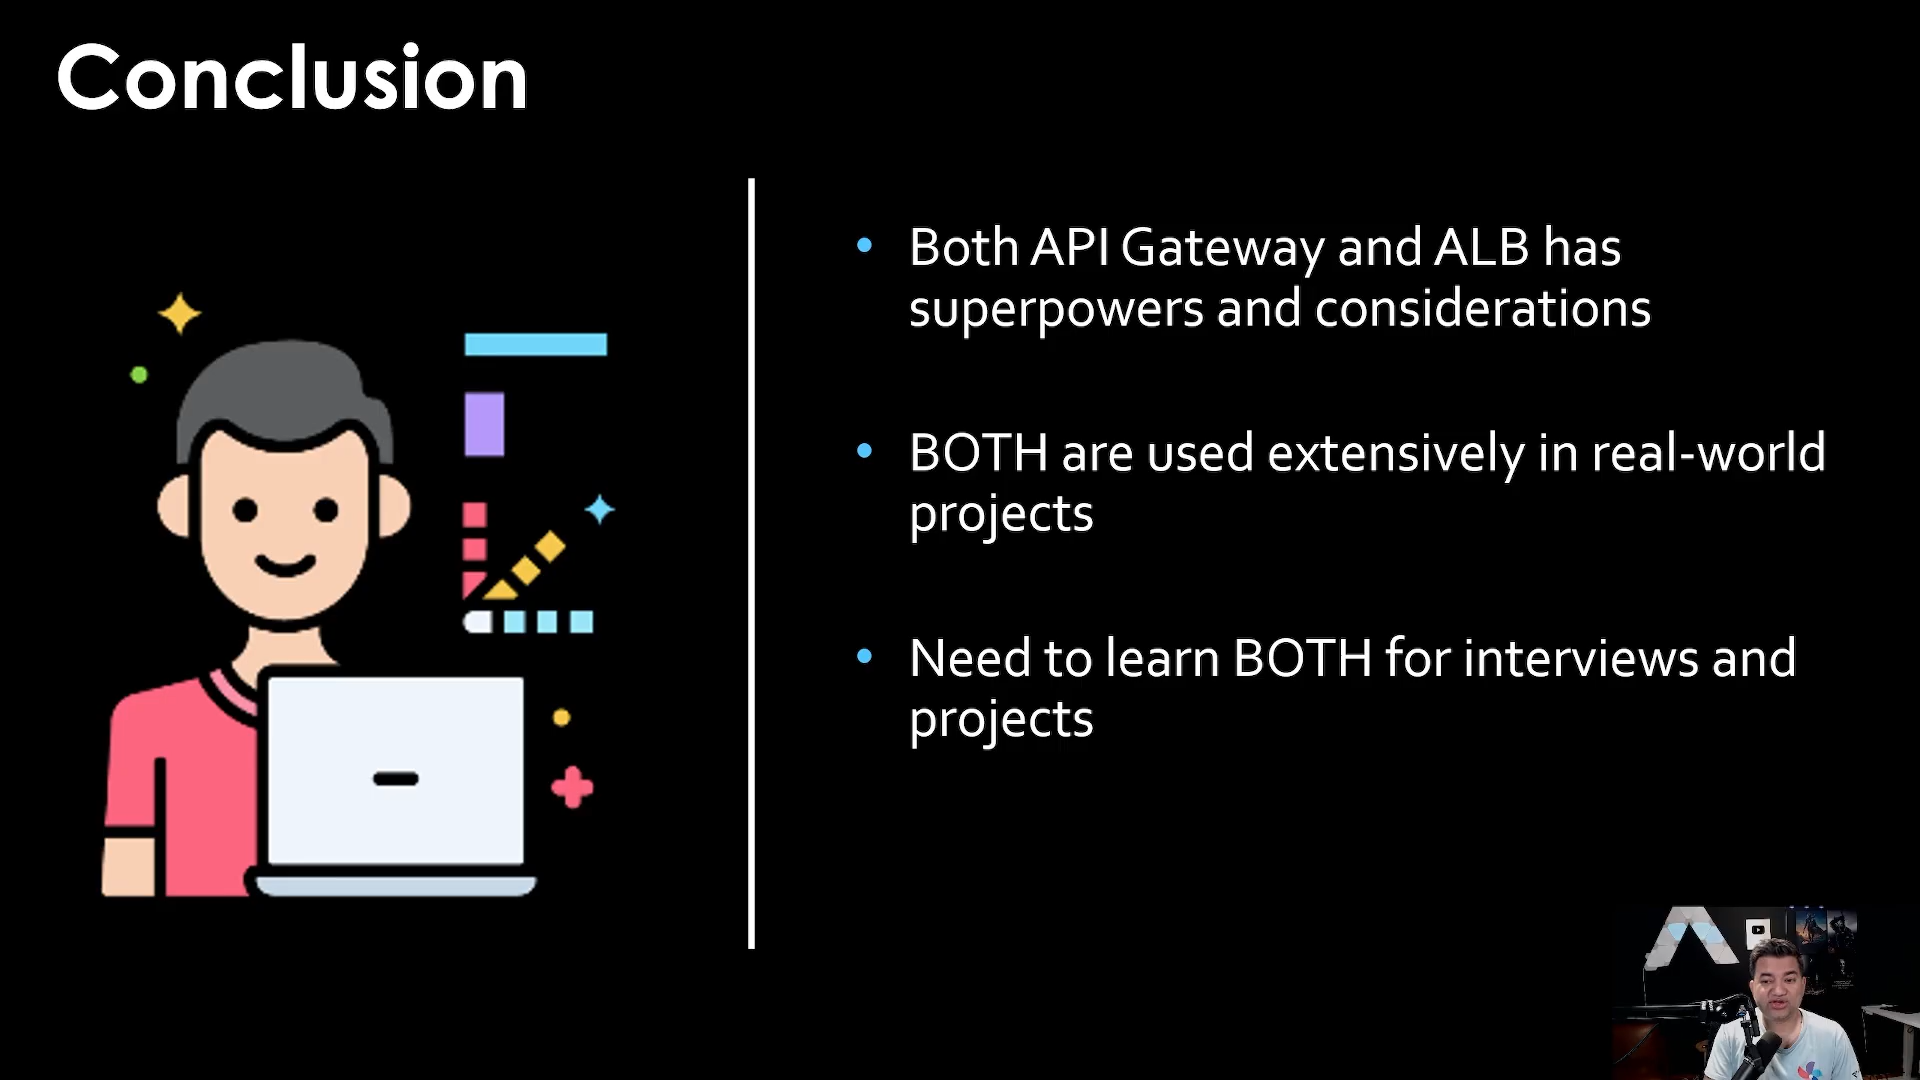 Conclusion
• Both API Gateway and ALB has
superpowers and considerations
• BOTH are used extensively in real-world
projects
• Need to learn BOTH for interviews and
projects